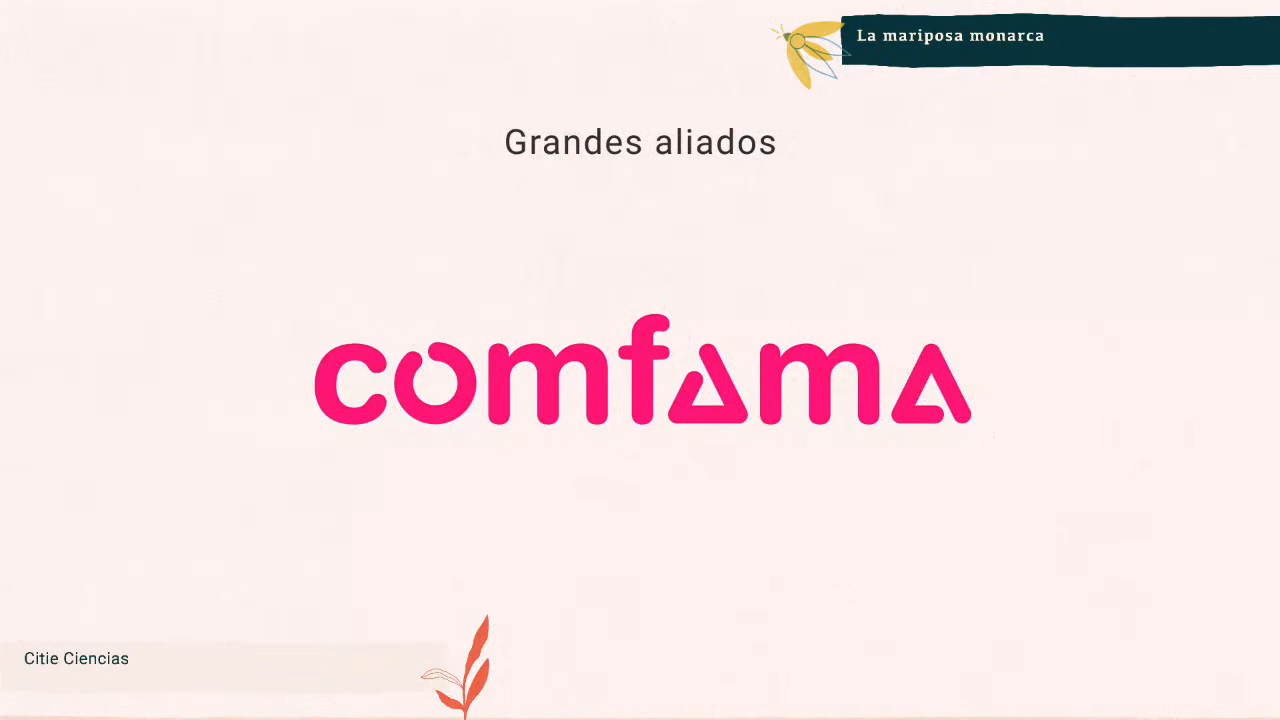 La mariposa monarca
Grandes aliados
comfama
Citie Ciencias